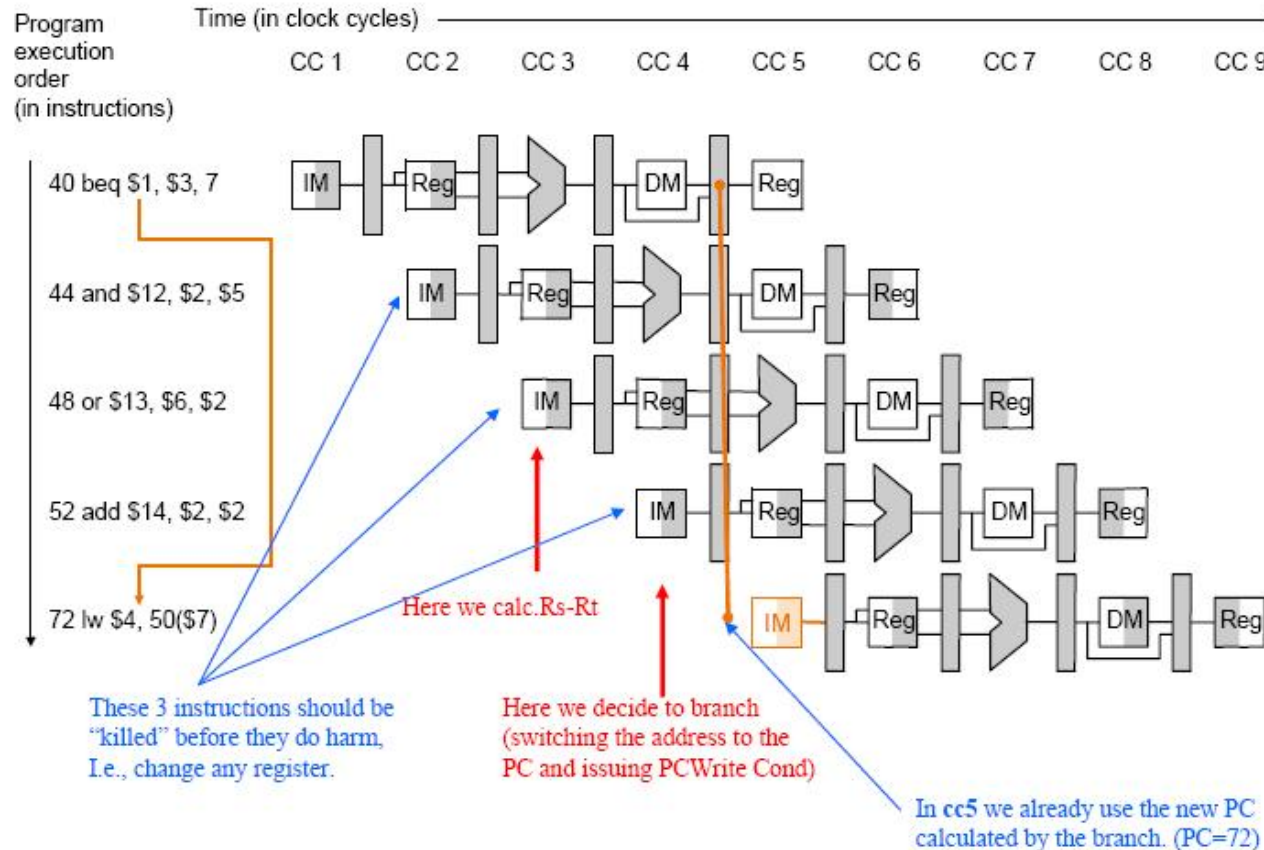 Program
execution
order
(in instructions)
Time (in clock cycles)
CC 1 CC 2 CC 3 CC 4 CC 5 CC 6 CC 7 CC 8 CC 9
40 beq $1, $3, 7
IM Reg DM Reg
44 and $12, $2, $5
IM Reg DM Reg
48 or $13, $6, $2
IM Reg DM Reg
52 add $14, $2, $2
IM Reg DM Reg
Here we calc.Rs-Rt
72 lw $4, 50($7)
IM Reg DM Reg
These 3 instructions should be
“killed” before they do harm,
I.e., change any register.
Here we decide to branch
(switching the address to the
PC and issuing PCWrite Cond)
In cc5 we already use the new PC
calculated by the branch. (PC=72)